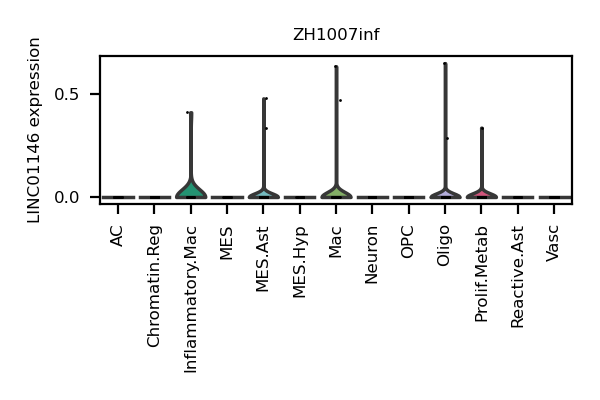 ZH1007inf
LINC01146 expression
0.5
0.0
AC
Chromatin.Reg
Inflammatory.Mac
MES
MES.Ast
MES.Hyp
Mac
Neuron
OPC
Oligo
Prolif.Metab
Reactive.Ast
Vasc